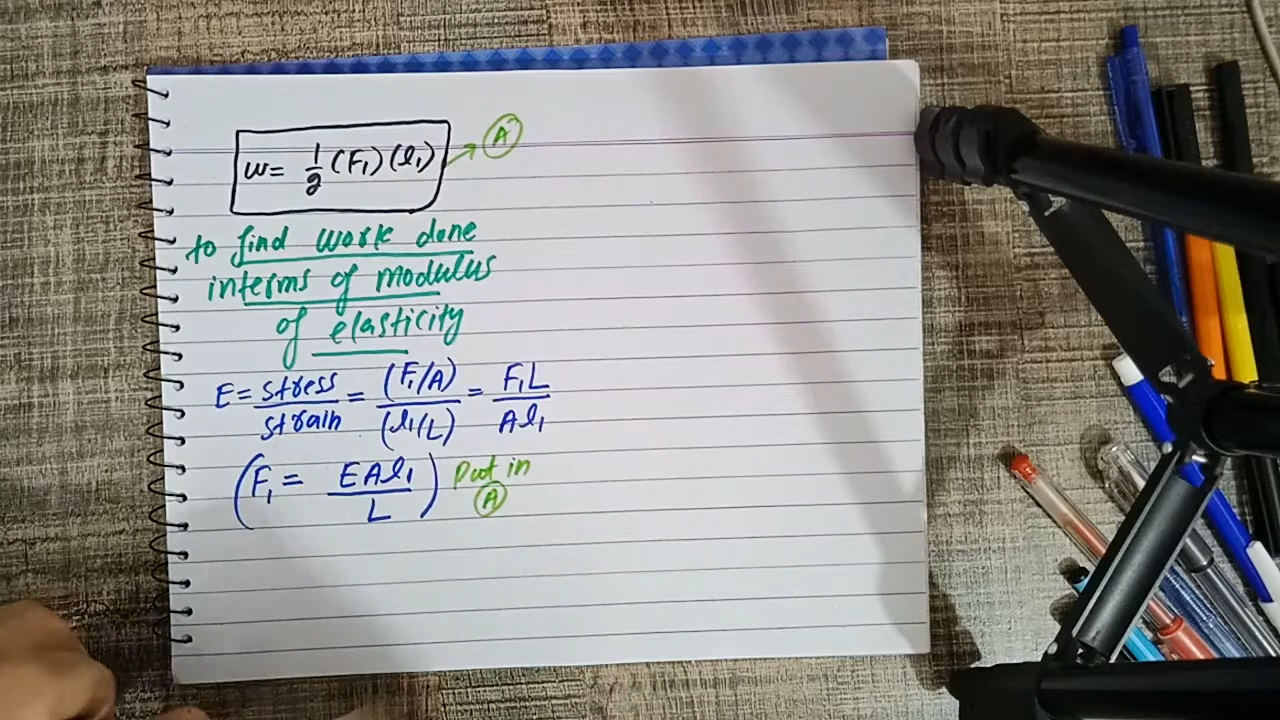 W = 1/2 (F₁)(l₁) → Ⓐ
to find work done
interms of modulus
of elasticity
E = stress/strain = (F₁/A)/(l₁/L) = F₁L/Al₁
(F₁ = EAl₁/L) Put in Ⓐ